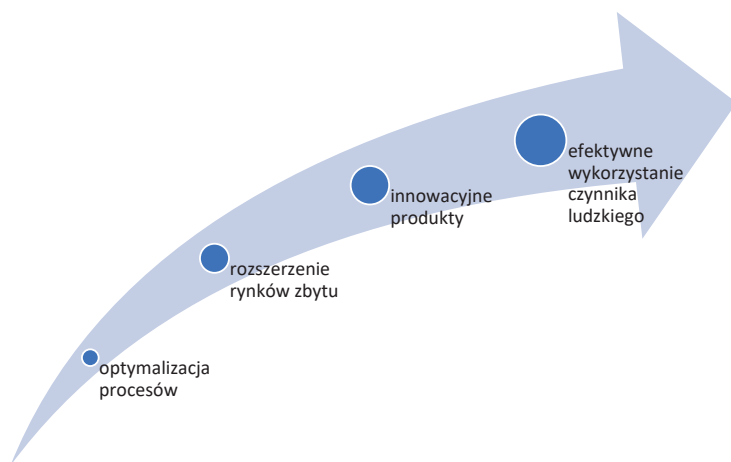 efektywne
wykorzystanie
czynnika
ludzkiego
innowacyjne
produkty
rozszerzenie
rynków zbytu
optymalizacja
procesów